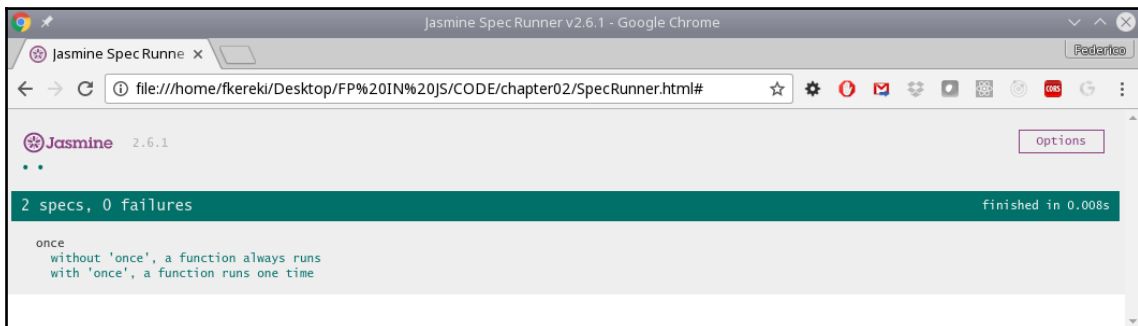 Jasmine Spec Runner v2.6.1 - Google Chrome
Jasmine Spec Runne
Federico
file:///home/fkereki/Desktop/FP%20IN%20JS/CODE/chapter02/SpecRunner.html#
CORS
Jasmine 2.6.1
Options
2 specs, 0 failures
finished in 0.008s
once
without 'once', a function always runs
with 'once', a function runs one time